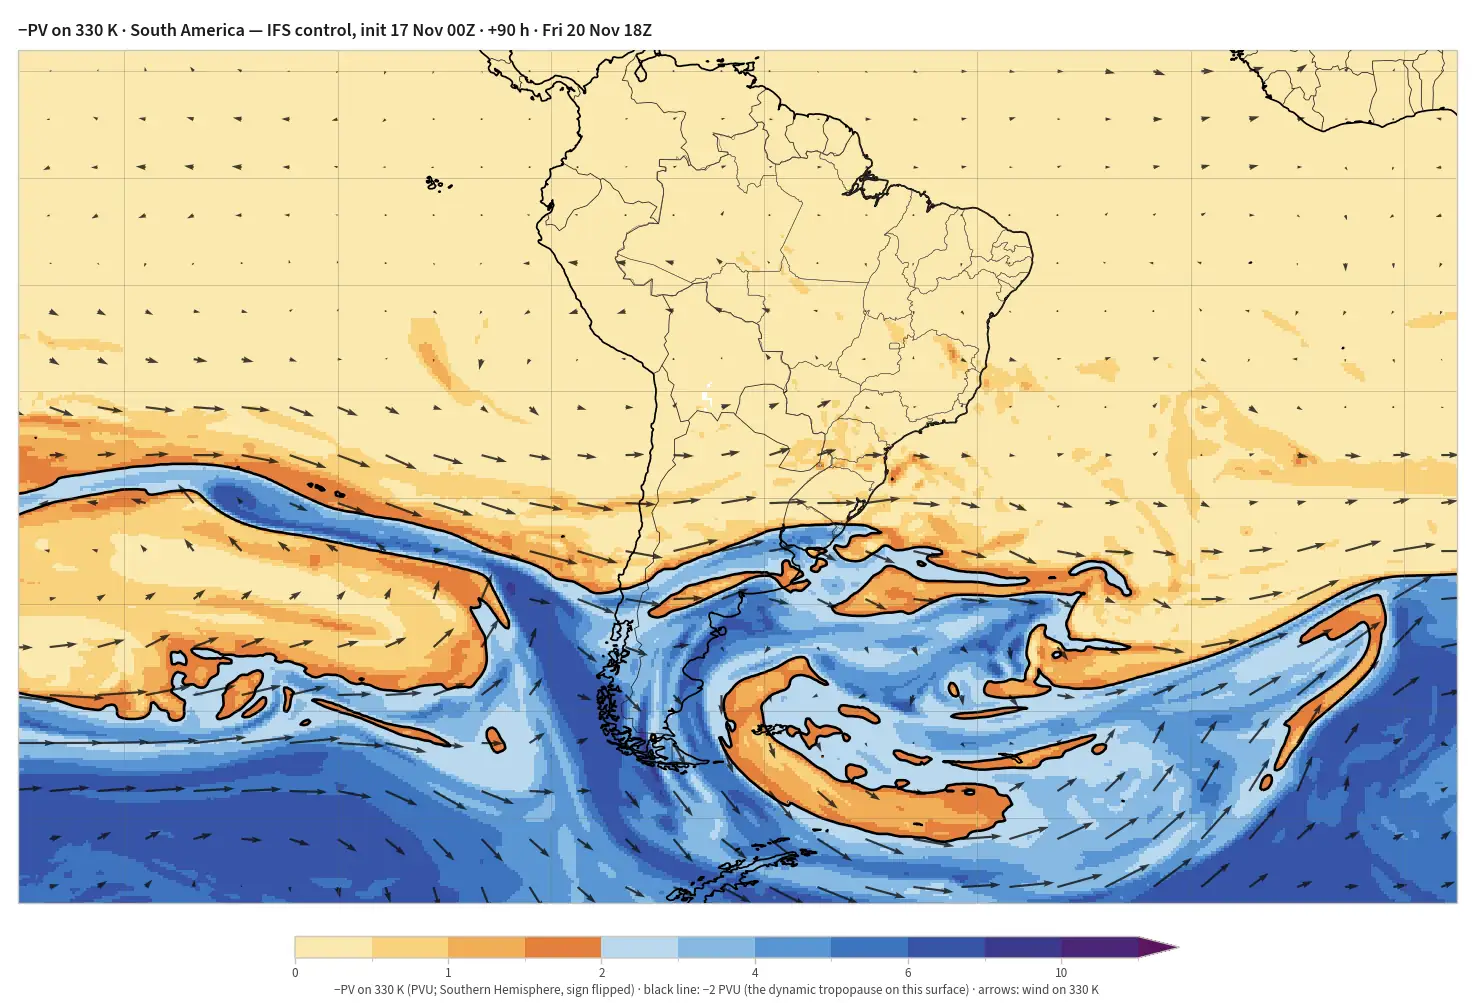 −PV on 330 K · South America — IFS control, init 17 Nov 00Z · +90 h · Fri 20 Nov 18Z
0 1 2 4 6 10
−PV on 330 K (PVU; Southern Hemisphere, sign flipped) · black line: −2 PVU (the dynamic tropopause on this surface) · arrows: wind on 330 K